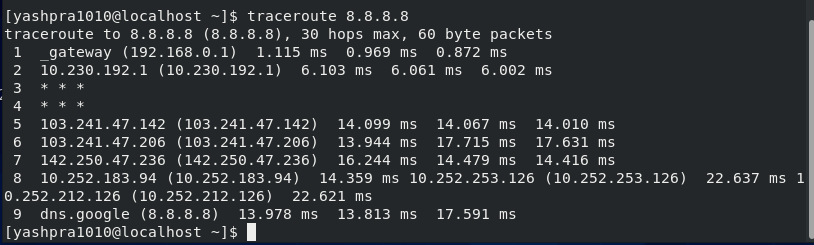 [yashpra1010@localhost ~]$ traceroute 8.8.8.8
traceroute to 8.8.8.8 (8.8.8.8), 30 hops max, 60 byte packets
 1  _gateway (192.168.0.1)  1.115 ms  0.969 ms  0.872 ms
 2  10.230.192.1 (10.230.192.1)  6.103 ms  6.061 ms  6.002 ms
 3  * * *
 4  * * *
 5  103.241.47.142 (103.241.47.142)  14.099 ms  14.067 ms  14.010 ms
 6  103.241.47.206 (103.241.47.206)  13.944 ms  17.715 ms  17.631 ms
 7  142.250.47.236 (142.250.47.236)  16.244 ms  14.479 ms  14.416 ms
 8  10.252.183.94 (10.252.183.94)  14.359 ms 10.252.253.126 (10.252.253.126)  22.637 ms 1
0.252.212.126 (10.252.212.126)  22.621 ms
 9  dns.google (8.8.8.8)  13.978 ms  13.813 ms  17.591 ms
[yashpra1010@localhost ~]$